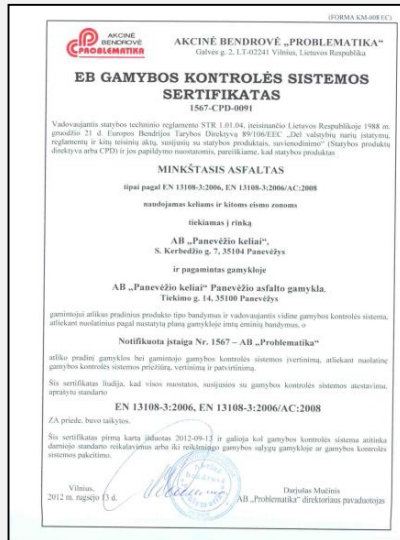 (FORMA KM-008 EC)
AKCINĖ
BENDROVĖ
PROBLEMATIKA
AKCINĖ BENDROVĖ „PROBLEMATIKA“
Galvės g. 2, LT-02241 Vilnius, Lietuvos Respublika
EB GAMYBOS KONTROLĖS SISTEMOS
SERTIFIKATAS
1567-CPD-0091
Vadovaujantis statybos techninio reglamento STR 1.01.04, įteisinančio Lietuvos Respublikoje 1988 m.
gruodžio 21 d. Europos Bendrijų Tarybos Direktyvą 89/106/EEC „Dėl valstybių narių įstatymų,
reglamentų ir kitų teisinių aktų, susijusių su statybos produktais, suvienodinimo“ (Statybos produktų
direktyva arba CPD) ir jos papildymo nuostatomis, pareiškiame, kad statybos produktas
MINKŠTASIS ASFALTAS
tipai pagal EN 13108-3:2006, EN 13108-3:2006/AC:2008
naudojamas keliams ir kitoms eismo zonoms
tiekiamas į rinką
AB „Panevėžio keliai“,
S. Kerbedžio g. 7, 35104 Panevėžys
ir pagamintas gamykloje
AB „Panevėžio keliai“ Panevėžio asfalto gamykla,
Tiekimo g. 14, 35100 Panevėžys
gamintojui atlikus pradinius produkto tipo bandymus ir vadovaujantis vidine gamybos kontrolės sistema,
atliekant nuolatinius pagal nustatytą planą gamykloje imtų ėminių bandymus, o
Notifikuota įstaiga Nr. 1567 – AB „Problematika“
atliko pradinį gamyklos bei gamintojo gamybos kontrolės sistemos įvertinimą, atliekant nuolatinę
gamybos kontrolės sistemos priežiūrą, vertinimą ir patvirtinimą.
Šis sertifikatas liudija, kad visos nuostatos, susijusios su gamybos kontrolės sistemos atestavimu,
aprašytu standarto
EN 13108-3:2006, EN 13108-3:2006/AC:2008
ZA priede, buvo taikytos.
Šis sertifikatas pirmą kartą išduotas 2012-09-13 ir galioja kol gamybos kontrolės sistema atitinka
darniojo standarto reikalavimus arba iki reikšmingo gamybos sąlygų gamykloje ar gamybos kontrolės
sistemos pakeitimo.
Vilnius,
2012 m. rugsėjo 13 d.
Darjušas Mučinis
AB „Problematika“ direktoriaus pavaduotojas